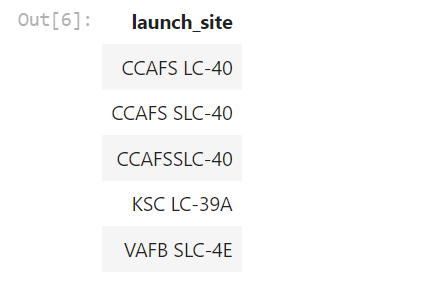 Out[6]: launch_site
CCAFS LC-40
CCAFS SLC-40
CCAFSSLC-40
KSC LC-39A
VAFB SLC-4E